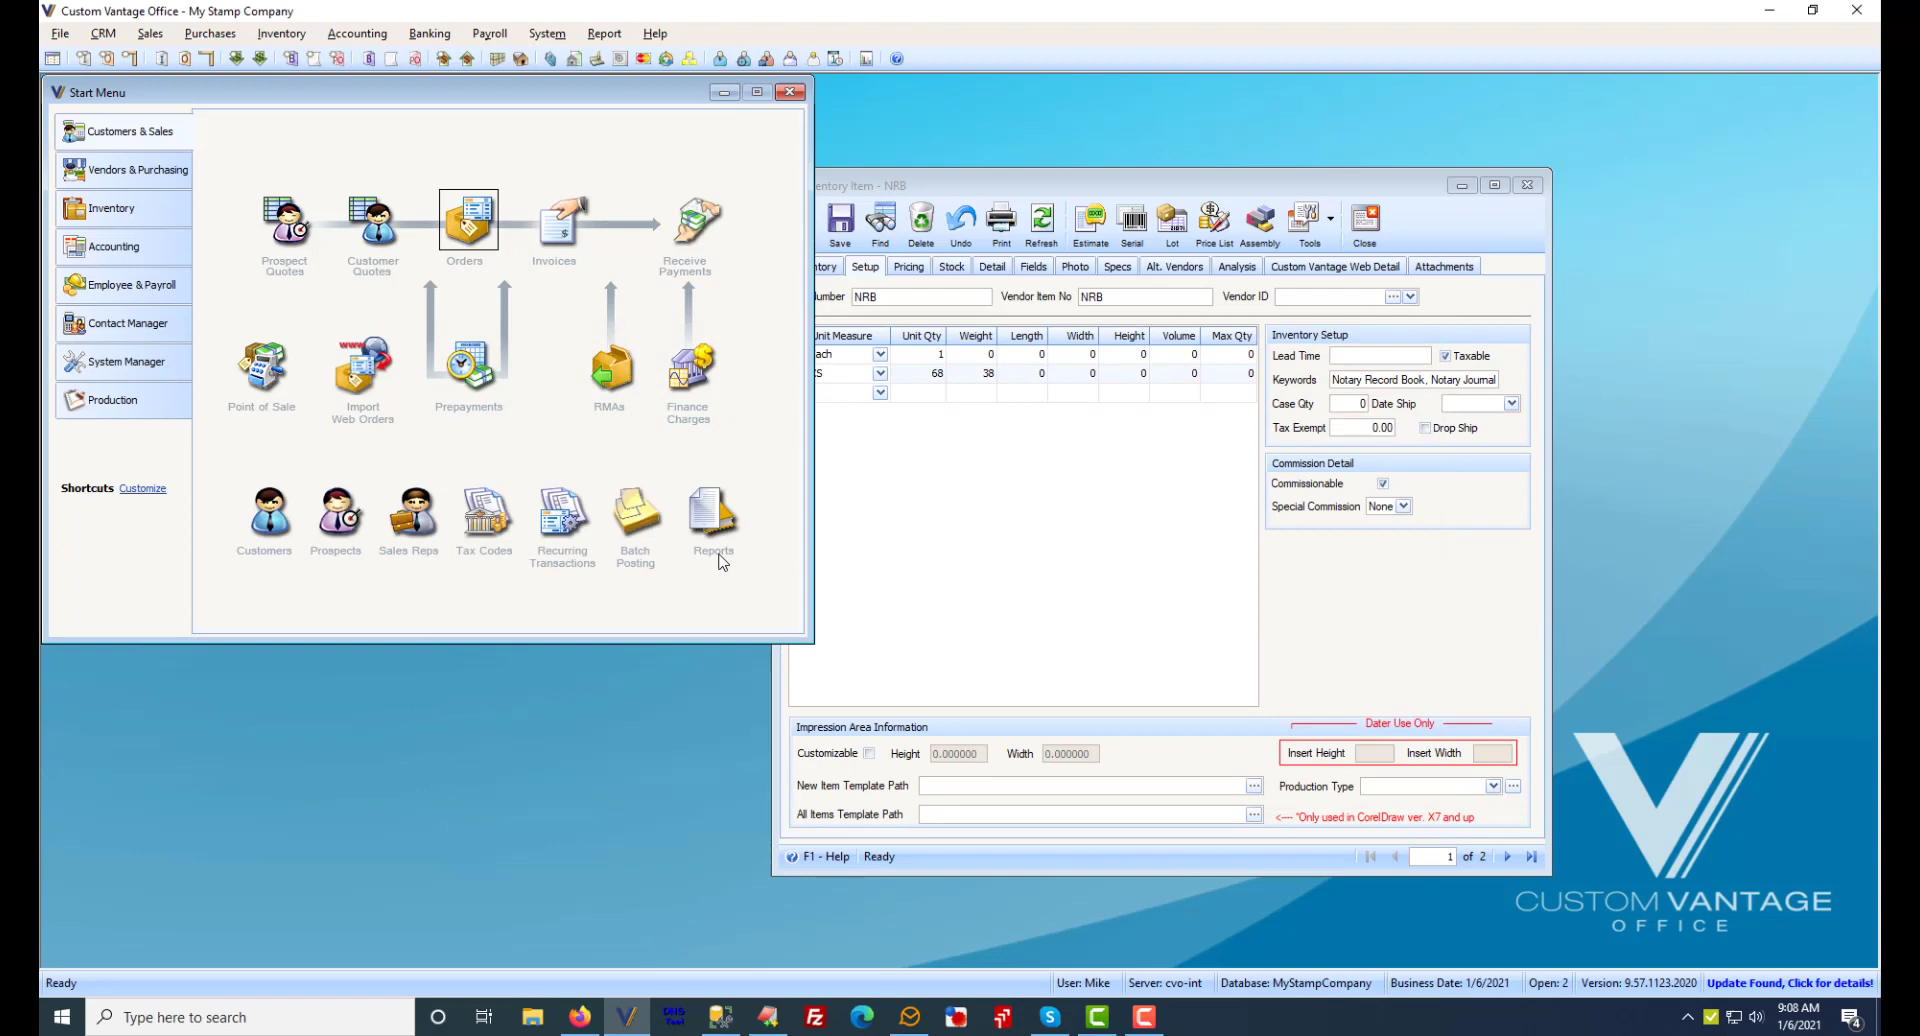 Custom Vantage Office - My Stamp Company
File CRM Sales Purchases Inventory Accounting Banking Payroll System Report Help
Start Menu
Customers & Sales
Vendors & Purchasing
Inventory
Accounting
Employee & Payroll
Contact Manager
System Manager
Production
Shortcuts Customize
Prospect Quotes
Customer Quotes
Orders
Invoices
Receive Payments
Point of Sale
Import Web Orders
Prepayments
RMAs
Finance Charges
Customers
Prospects
Sales Reps
Tax Codes
Recurring Transactions
Batch Posting
Reports
entory Item - NRB
Save Find Delete Undo Print Refresh Estimate Serial Lot Price List Assembly Tools Close
tory Setup Pricing Stock Detail Fields Photo Specs Alt. Vendors Analysis Custom Vantage Web Detail Attachments
umber NRB Vendor Item No NRB Vendor ID
Unit Measure Unit Qty Weight Length Width Height Volume Max Qty
ach 1 0 0 0 0 0 0
CS 68 38 0 0 0 0 0
Inventory Setup
Lead Time Taxable
Keywords Notary Record Book, Notary Journal
Case Qty 0 Date Ship
Tax Exempt 0.00 Drop Ship
Commission Detail
Commissionable
Special Commission None
Impression Area Information
Dater Use Only
Customizable Height 0.000000 Width 0.000000
Insert Height Insert Width
New Item Template Path
Production Type
All Items Template Path
<---- "Only used in CorelDraw ver. X7 and up
F1 - Help Ready
1 of 2
CUSTOM VANTAGE
OFFICE
Ready User: Mike Server: cvo-int Database: MyStampCompany Business Date: 1/6/2021 Open: 2 Version: 9.57.1123.2020 Update Found, Click for details!
Type here to search
9:08 AM
1/6/2021
4